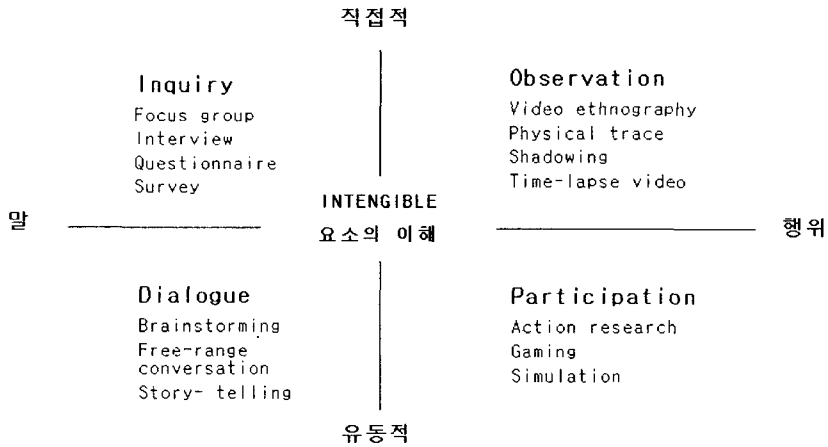 직접적
Inquiry
Focus group
Interview
Questionnaire
Survey
Observation
Video ethnography
Physical trace
Shadowing
Time-lapse video
말
INTENGIBLE
요소의 이해
행위
Dialogue
Brainstorming
Free-range
conversation
Story- telling
Participation
Action research
Gaming
Simulation
유동적